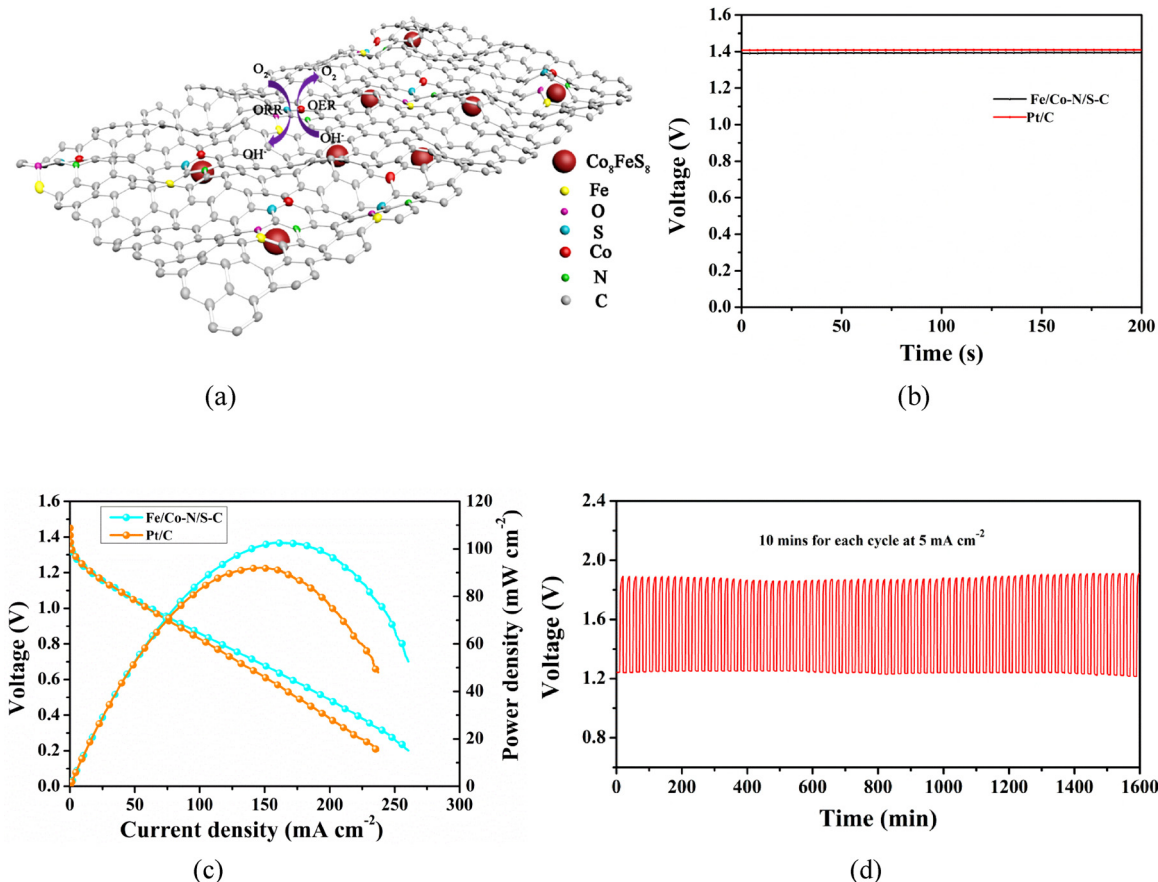 O₂
O₂
ORR
OER
OH⁻
OH⁻
Co₈FeS₈
Fe
O
S
Co
N
C
(a)
1.6
1.4
1.2
1.0
0.8
0.6
0.4
0.2
0.0
Voltage (V)
Fe/Co-N/S-C
Pt/C
0
50
100
150
200
Time (s)
(b)
1.6
1.4
1.2
1.0
0.8
0.6
0.4
0.2
0.0
Voltage (V)
Fe/Co-N/S-C
Pt/C
120
100
80
60
40
20
0
Power density (mW cm⁻²)
0
50
100
150
200
250
300
Current density (mA cm⁻²)
(c)
2.4
2.0
1.6
1.2
0.8
Voltage (V)
10 mins for each cycle at 5 mA cm⁻²
0
200
400
600
800
1000
1200
1400
1600
Time (min)
(d)